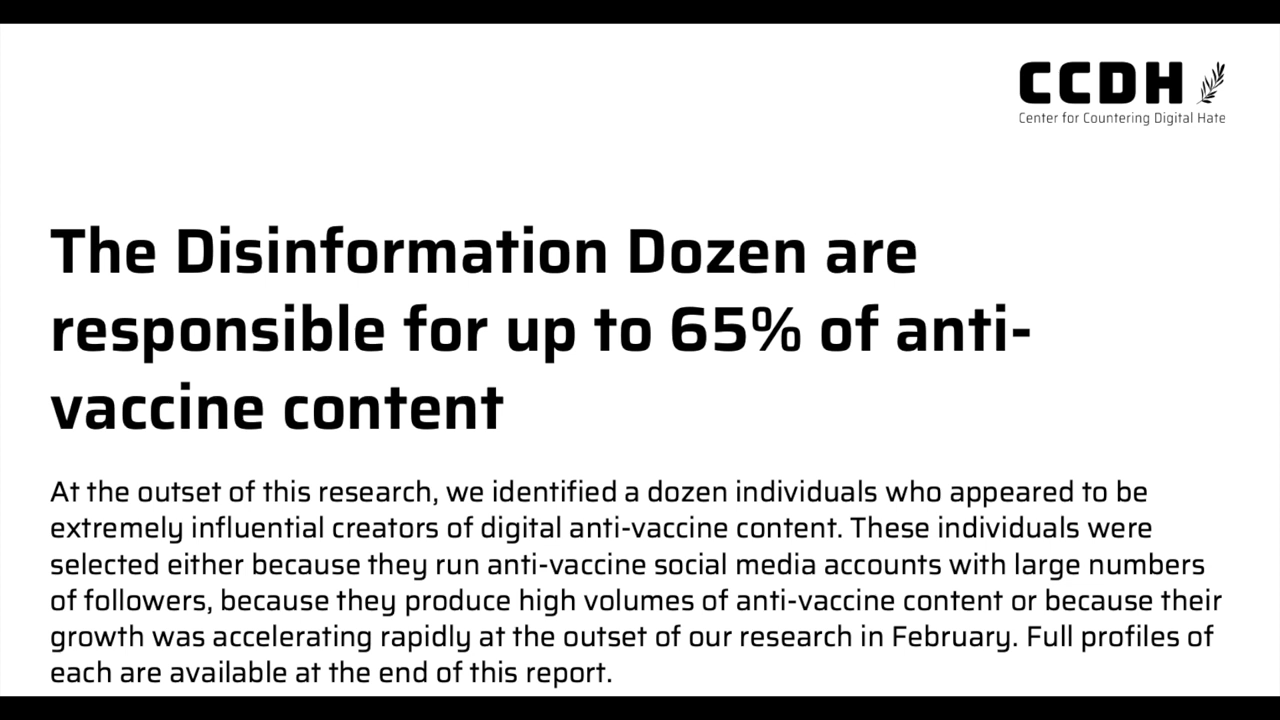 CCDH
Center for Countering Digital Hate
The Disinformation Dozen are
responsible for up to 65% of anti-
vaccine content
At the outset of this research, we identified a dozen individuals who appeared to be
extremely influential creators of digital anti-vaccine content. These individuals were
selected either because they run anti-vaccine social media accounts with large numbers
of followers, because they produce high volumes of anti-vaccine content or because their
growth was accelerating rapidly at the outset of our research in February. Full profiles of
each are available at the end of this report.